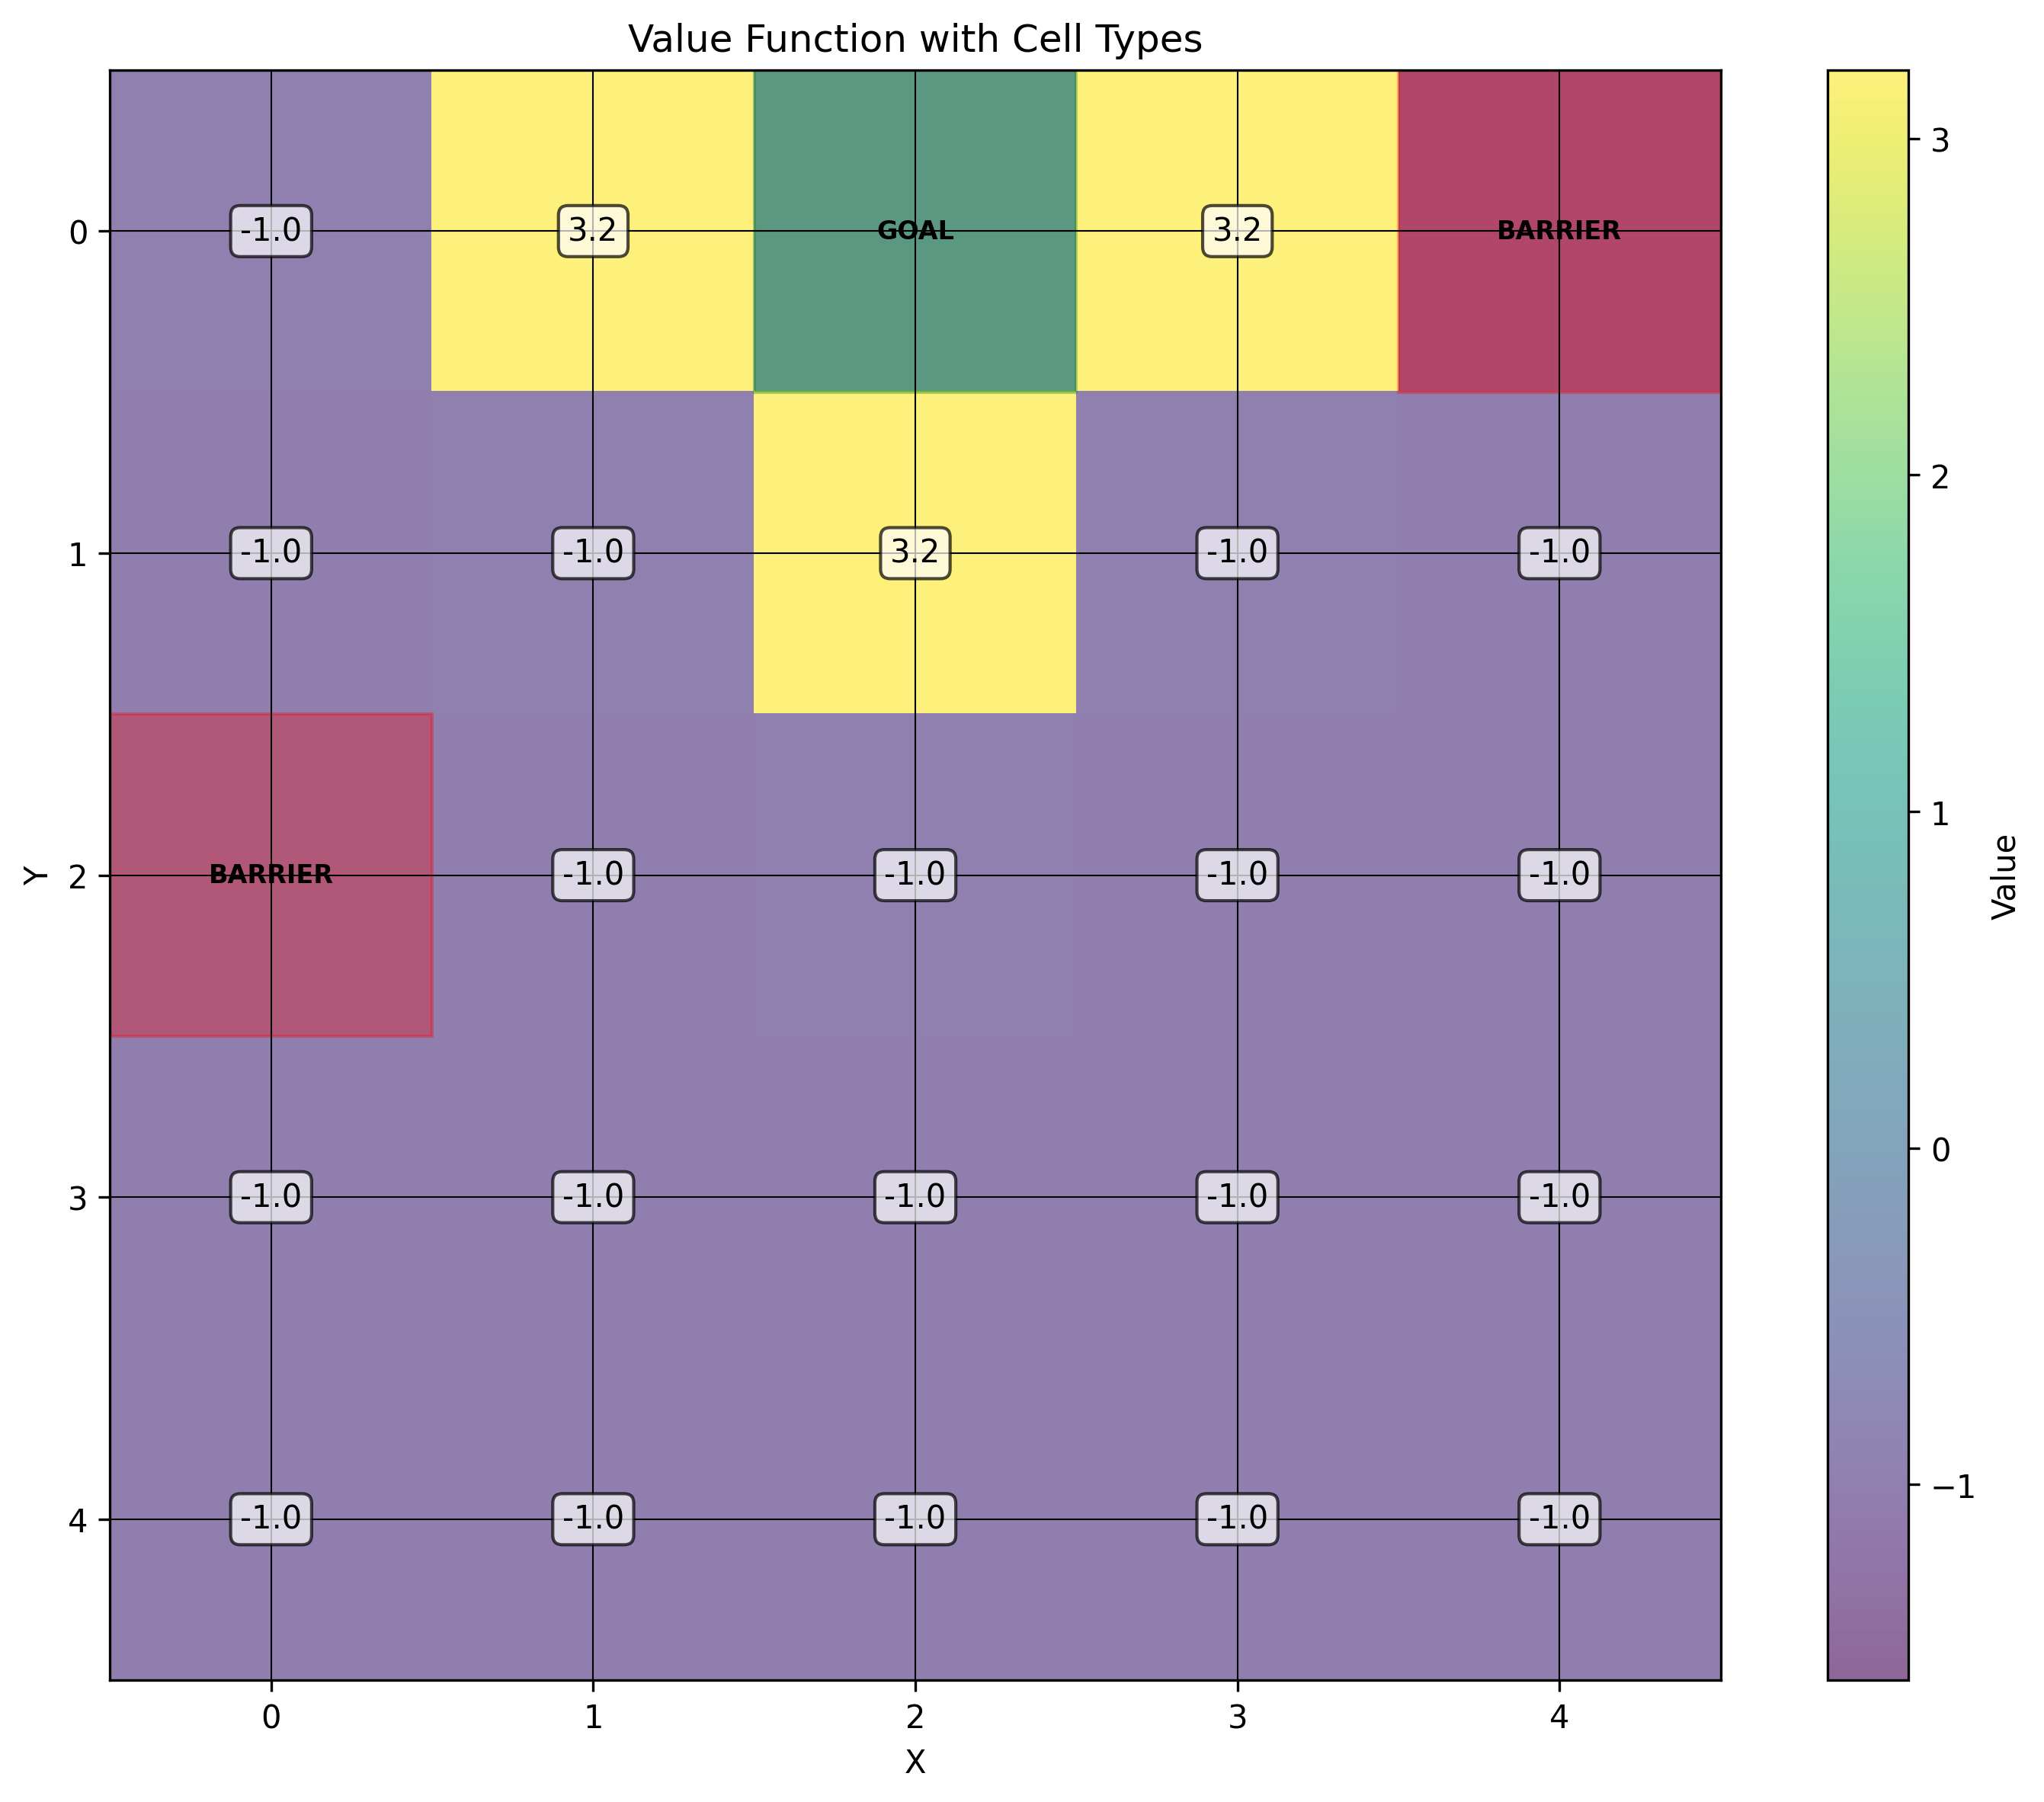 Value Function with Cell Types
0 -1.0 3.2 GOAL 3.2 BARRIER
1 -1.0 -1.0 3.2 -1.0 -1.0
2 BARRIER -1.0 -1.0 -1.0 -1.0
3 -1.0 -1.0 -1.0 -1.0 -1.0
4 -1.0 -1.0 -1.0 -1.0 -1.0
Y
0 1 2 3 4
X
3
2
1
0
−1
Value